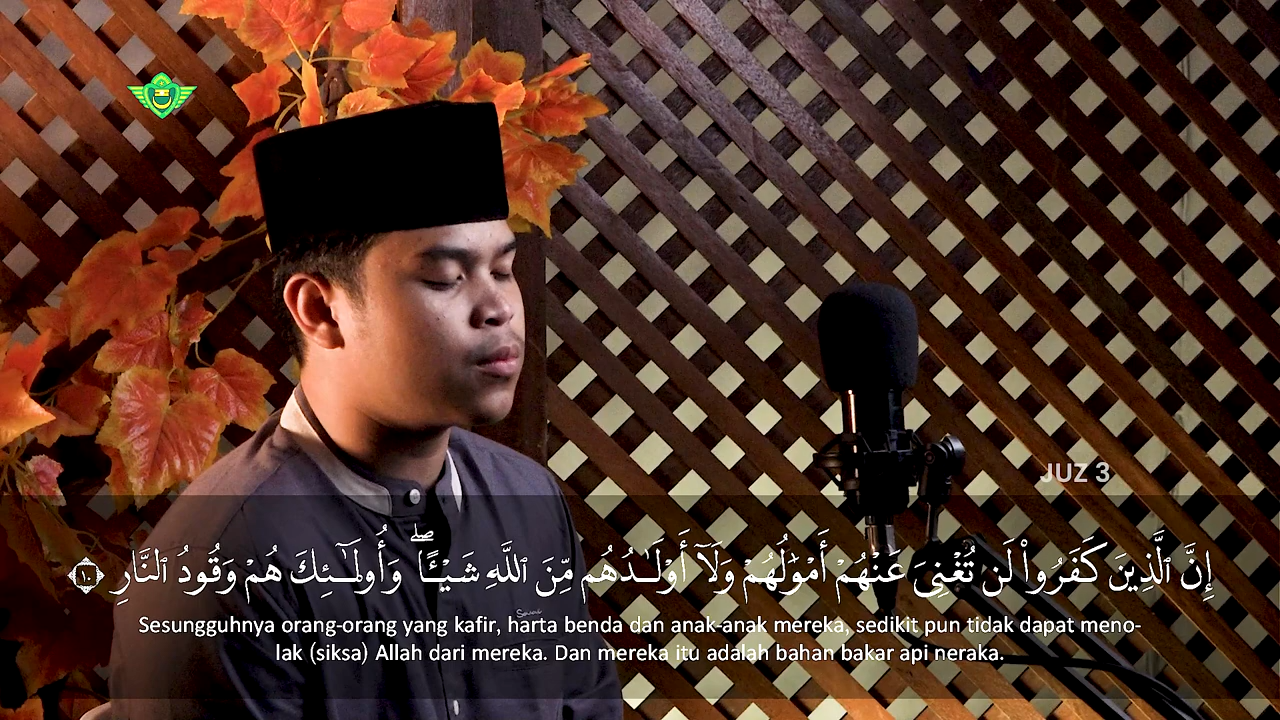 JUZ 3
إِنَّ ٱلَّذِينَ كَفَرُوا۟ لَن تُغْنِىَ عَنْهُمْ أَمْوَٰلُهُمْ وَلَآ أَوْلَـٰدُهُم مِّنَ ٱللَّهِ شَيْـًٔا ۖ وَأُو۟لَـٰٓئِكَ هُمْ وَقُودُ ٱلنَّارِ ١٠
Sesungguhnya orang-orang yang kafir, harta benda dan anak-anak mereka, sedikit pun tidak dapat meno-
lak (siksa) Allah dari mereka. Dan mereka itu adalah bahan bakar api neraka.